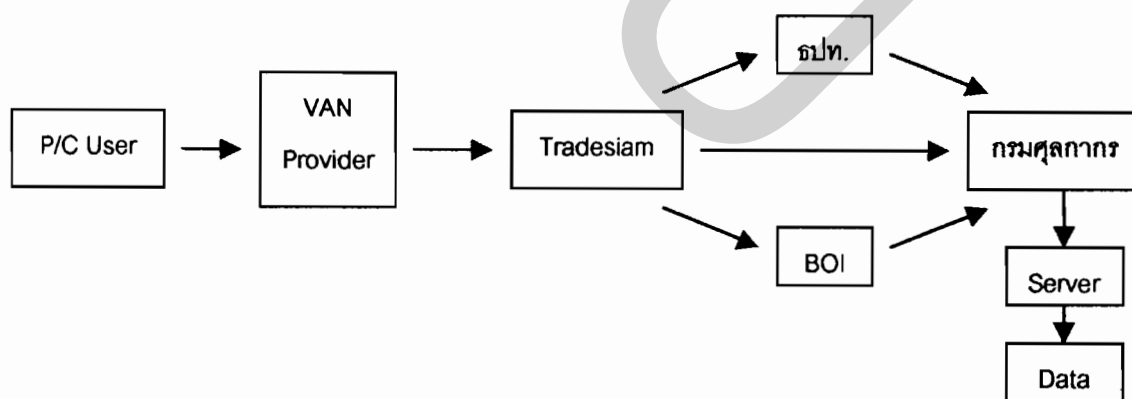 P/C User
VAN
Provider
Tradesiam
ธปท.
BOI
กรมศุลกากร
Server
Data